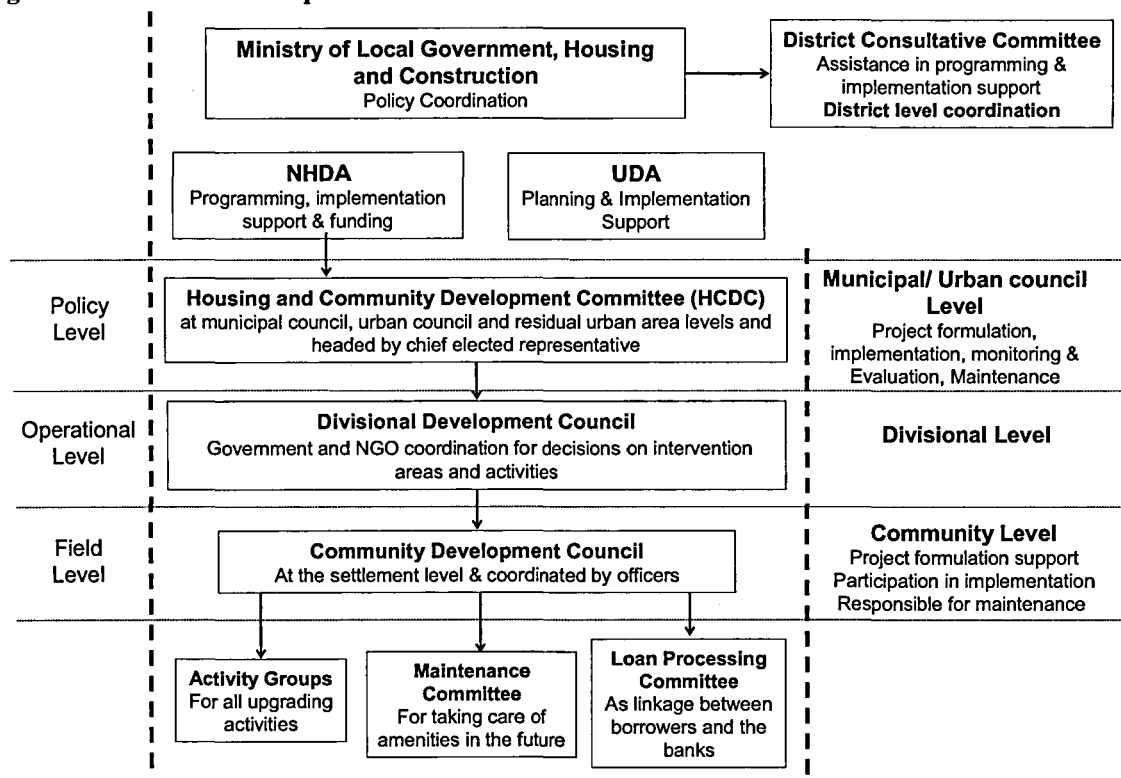 Ministry of Local Government, Housing
and Construction
Policy Coordination
District Consultative Committee
Assistance in programming &
implementation support
District level coordination
NHDA
Programming, implementation
support & funding
UDA
Planning & Implementation
Support
Policy
Level
Housing and Community Development Committee (HCDC)
at municipal council, urban council and residual urban area levels and
headed by chief elected representative
Municipal/ Urban council
Level
Project formulation,
implementation, monitoring &
Evaluation, Maintenance
Operational
Level
Divisional Development Council
Government and NGO coordination for decisions on intervention
areas and activities
Divisional Level
Field
Level
Community Development Council
At the settlement level & coordinated by officers
Community Level
Project formulation support
Participation in implementation
Responsible for maintenance
Activity Groups
For all upgrading
activities
Maintenance
Committee
For taking care of
amenities in the future
Loan Processing
Committee
As linkage between
borrowers and the
banks